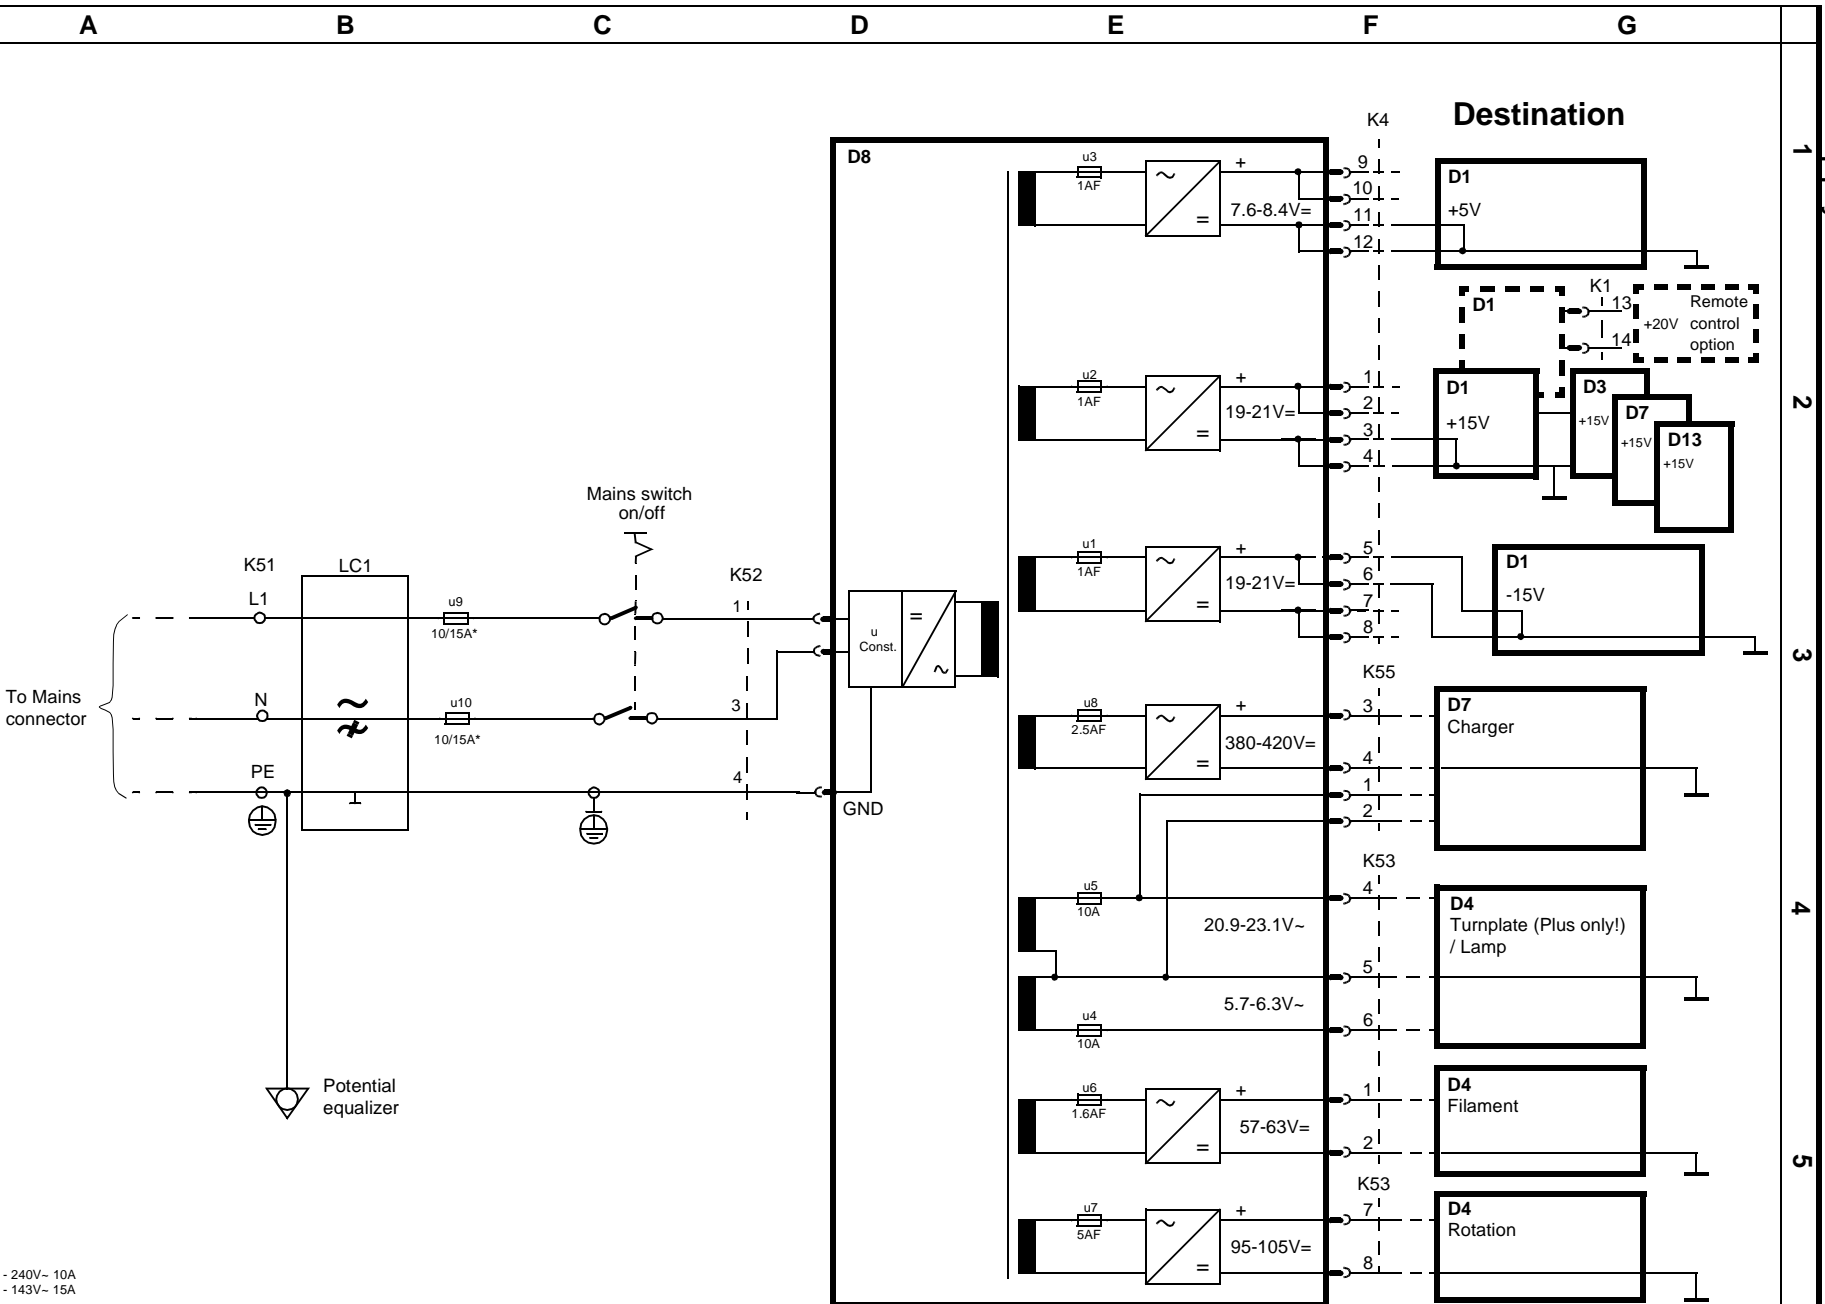 A B C D E F G
Destination
1
2
3
4
5
D8
u3
1AF
~
=
+
7.6-8.4V=
K4
9
10
11
12
D1
+5V
D1
K1
13
14
+20V
Remote
control
option
u2
1AF
~
=
+
19-21V=
1
2
3
4
D1
+15V
D3
+15V
D7
+15V
D13
+15V
Mains switch
on/off
u1
1AF
~
=
+
19-21V=
5
6
7
8
D1
-15V
K51
LC1
K52
L1
u9
10/15A*
1
u
Const.
=
~
To Mains
connector
N
u10
10/15A*
3
PE
4
GND
K55
u8
2.5AF
~
=
+
380-420V=
3
4
1
2
D7
Charger
K53
u5
10A
20.9-23.1V~
4
5
5.7-6.3V~
u4
10A
6
D4
Turnplate (Plus only!)
/ Lamp
Potential
equalizer
u6
1.6AF
~
=
+
57-63V=
1
2
D4
Filament
K53
u7
5AF
~
=
+
95-105V=
7
8
D4
Rotation
- 240V~ 10A
- 143V~ 15A